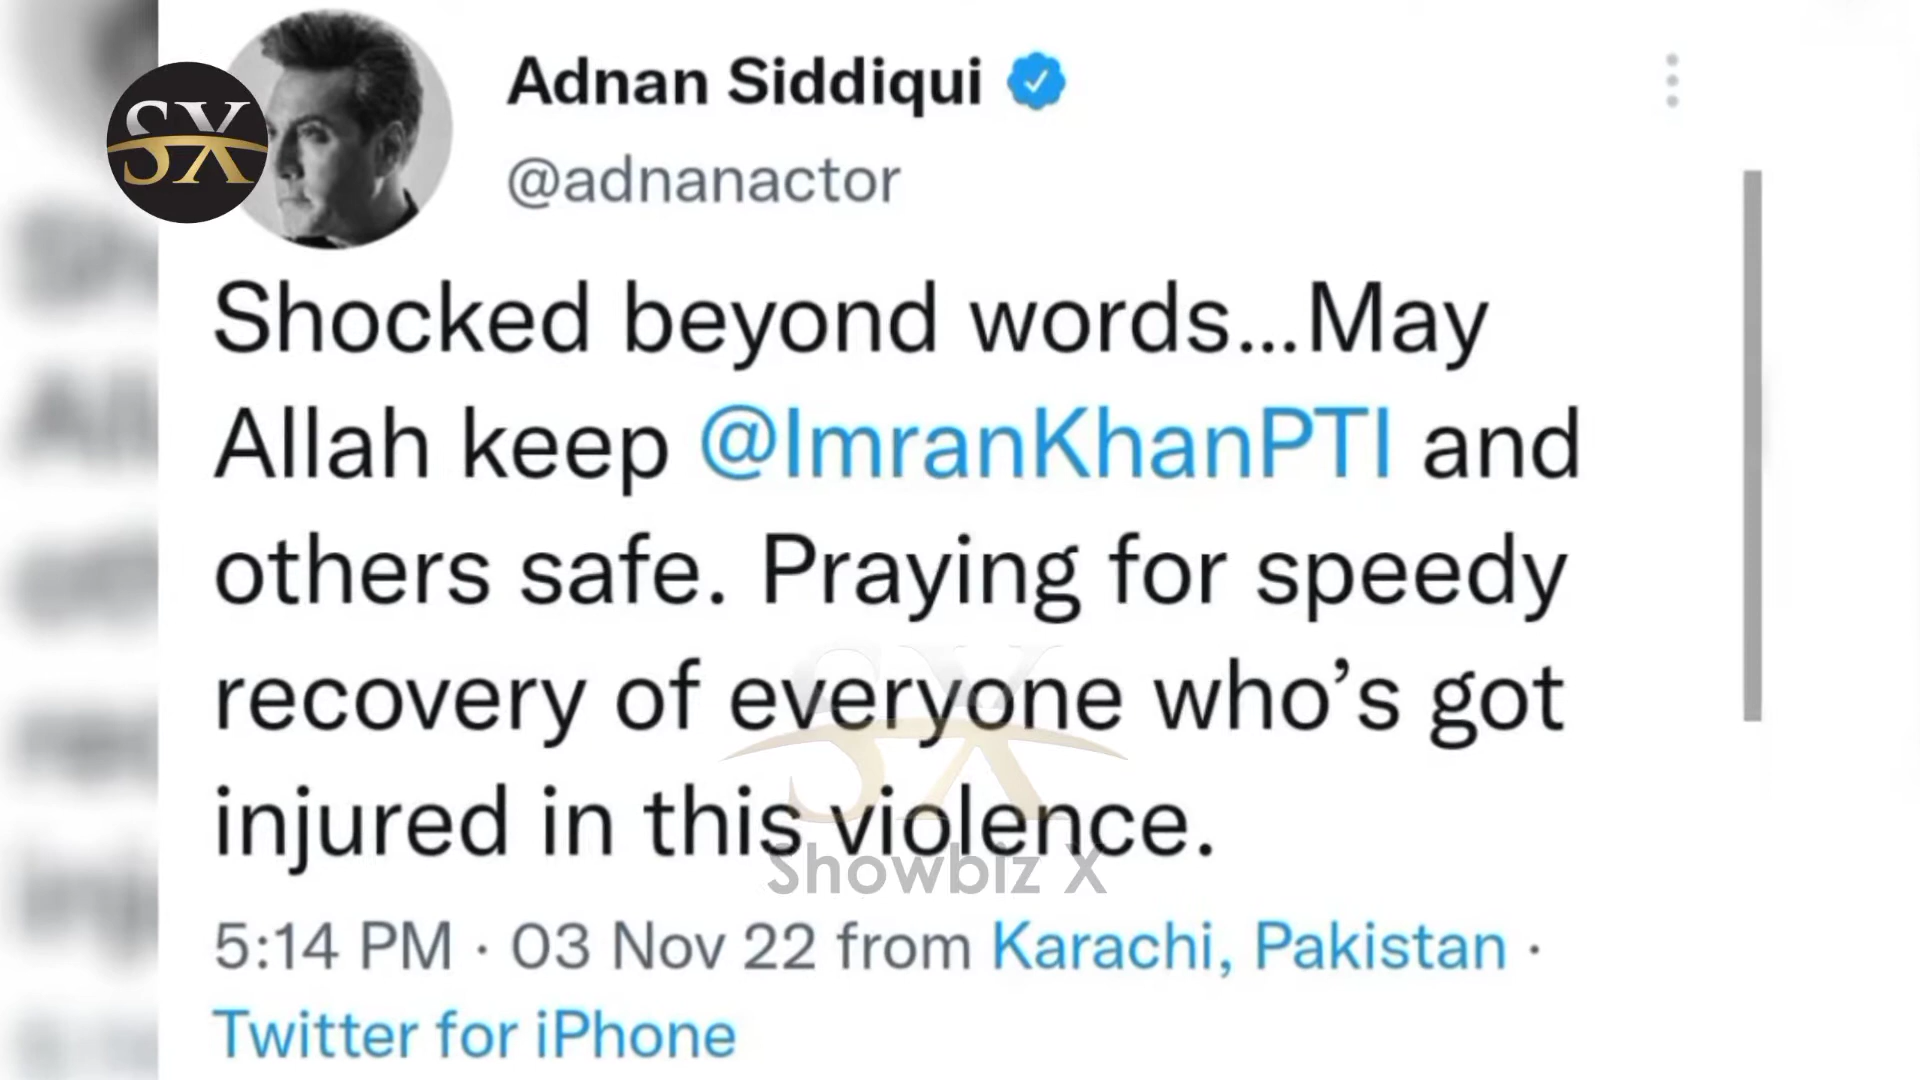 SX
Adnan Siddiqui
@adnanactor
Shocked beyond words...May
Allah keep @ImranKhanPTI and
others safe. Praying for speedy
recovery of everyone who’s got
injured in this violence.
SX
Showbiz X
5:14 PM · 03 Nov 22 from Karachi, Pakistan ·
Twitter for iPhone